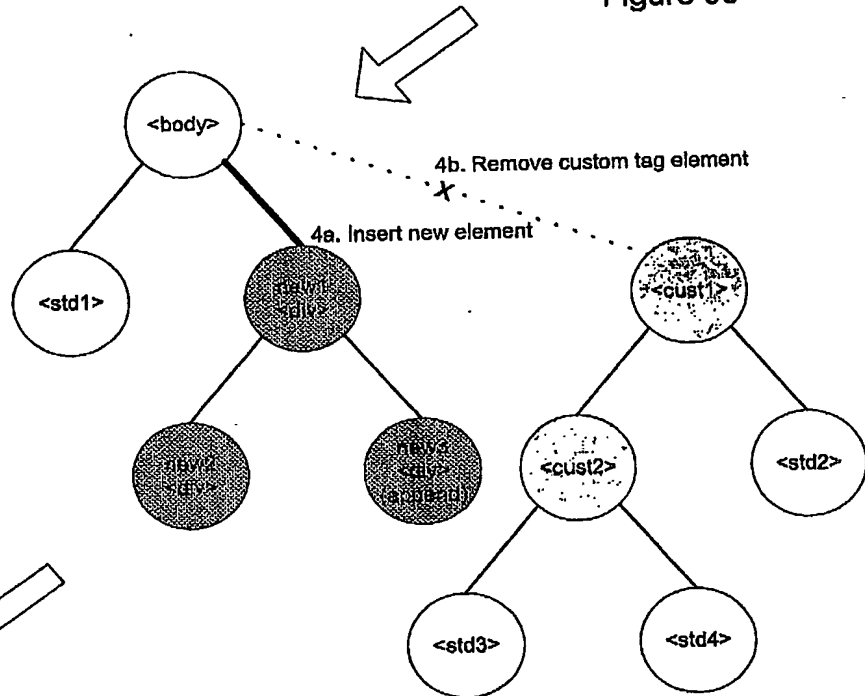 Figure
<body>
4b. Remove custom tag element
x
4a. Insert new element
<std1>
new1
<div>
<cust1>
new2
<div>
new3
<div>
(append)
<cust2>
<std2>
<std3>
<std4>